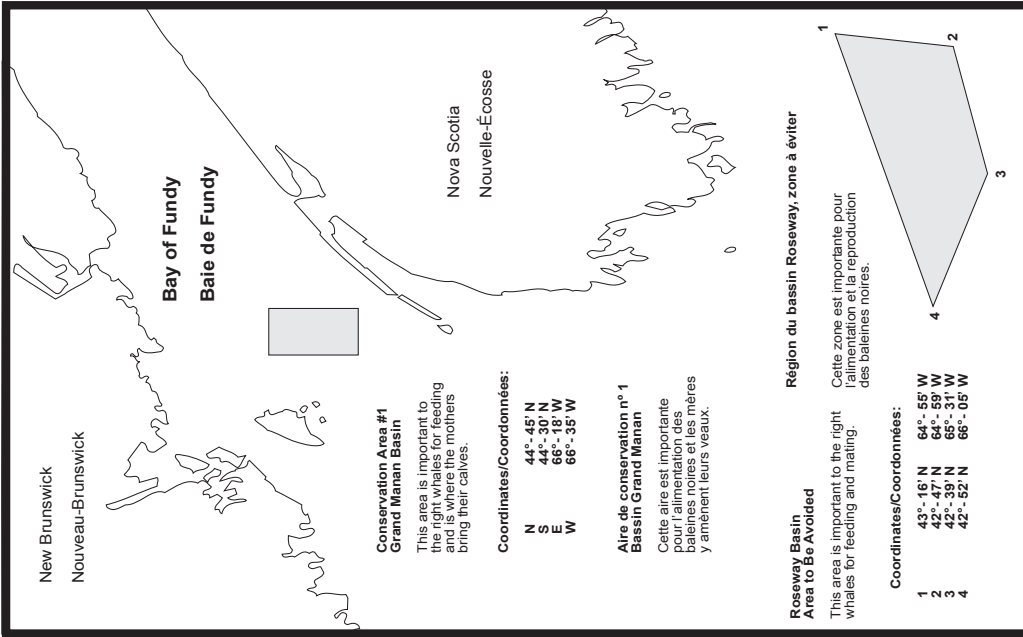 New Brunswick
Nouveau-Brunswick
Bay of Fundy
Baie de Fundy
Nova Scotia
Nouvelle-Écosse
Conservation Area #1
Grand Manan Basin
This area is important to
the right whales for feeding
and is where the mothers
bring their calves.
Coordinates/Coordonnées:
N 44°- 45' N
S 44°- 30' N
E 66°- 18' W
W 66°- 35' W
Aire de conservation nº 1
Bassin Grand Manan
Cette aire est importante
pour l'alimentation des
baleines noires et les mères
y amènent leurs veaux.
Roseway Basin
Area to Be Avoided
This area is important to the right
whales for feeding and mating.
Coordinates/Coordonnées:
1 43°- 16' N 64°- 55' W
2 42°- 47' N 64°- 59' W
3 42°- 39' N 65°- 31' W
4 42°- 52' N 66°- 05' W
Région du bassin Roseway, zone à éviter
Cette zone est importante pour
l'alimentation et la reproduction
des baleines noires.
1
2
3
4